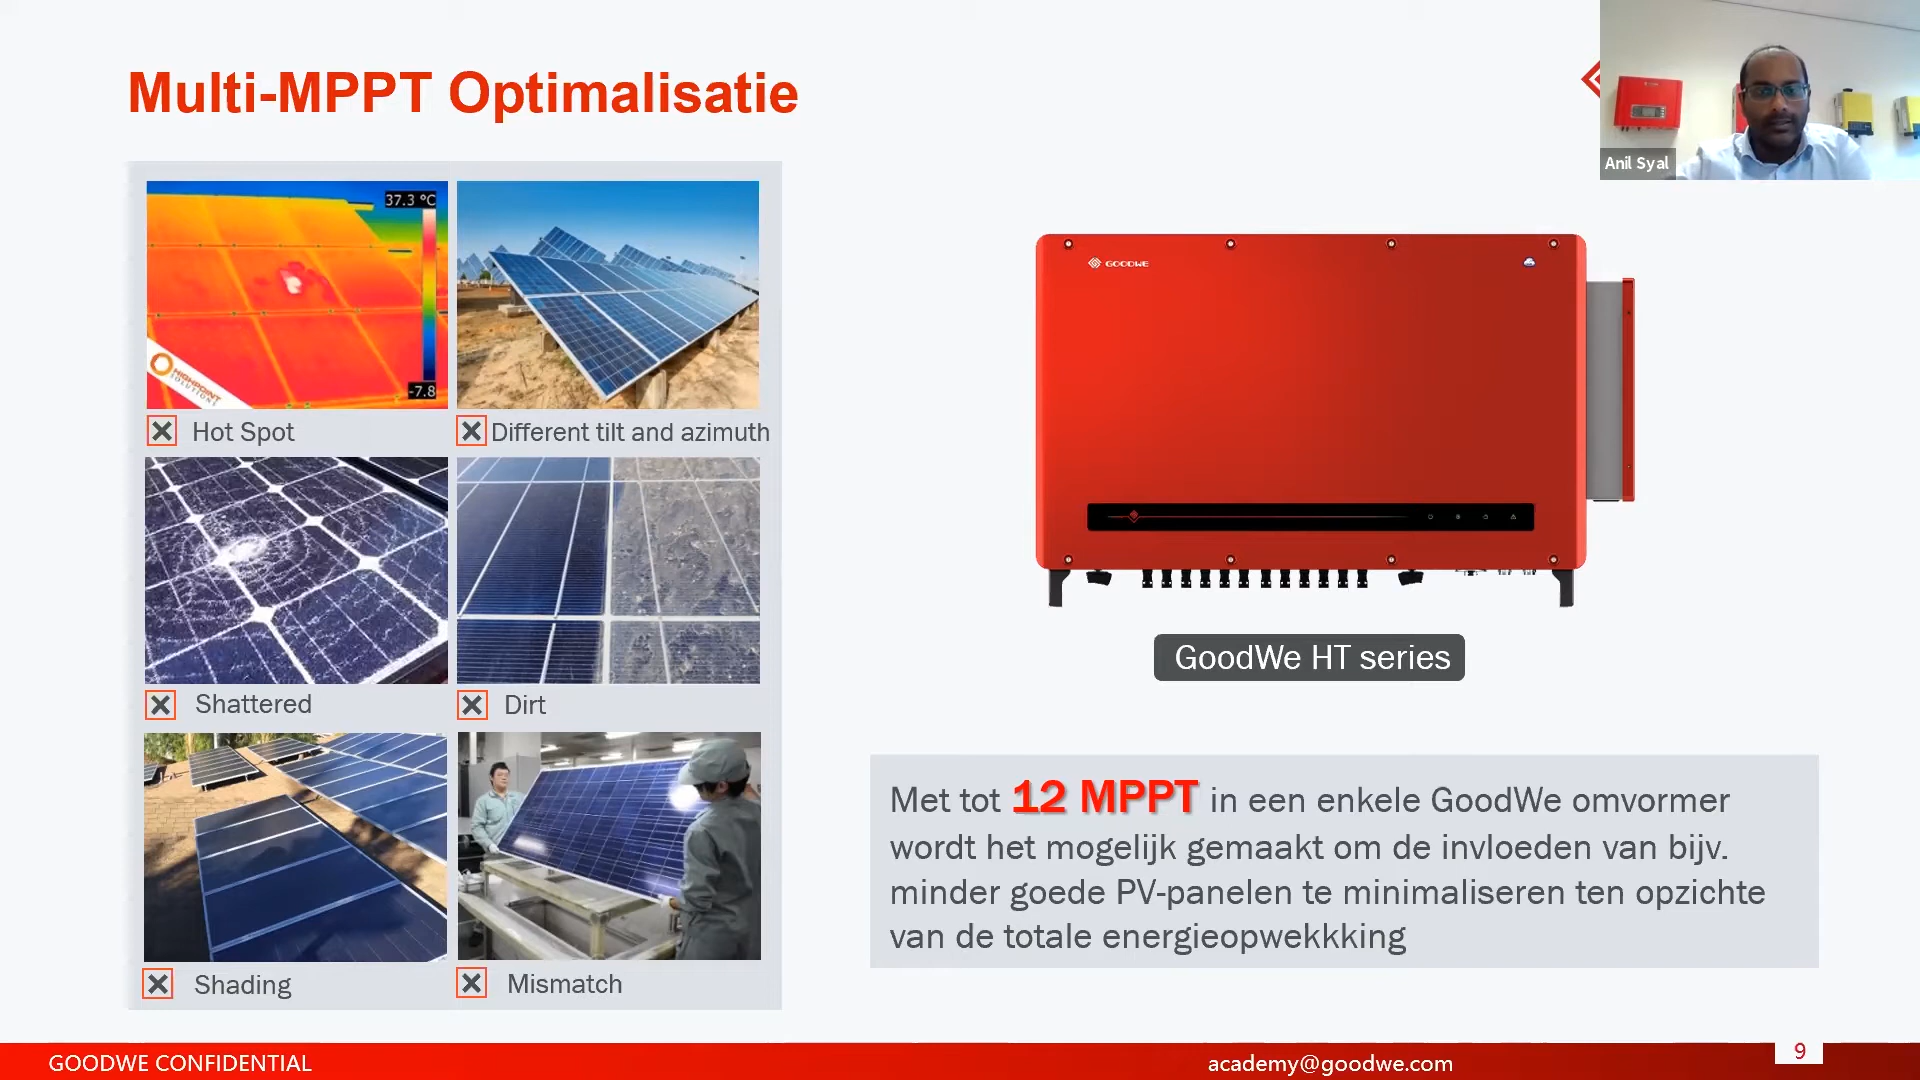 Multi-MPPT Optimalisatie
Anil Syal
37.3 °C
-7.8
HIGHPOINT
SOLUTIONS
Hot Spot
Different tilt and azimuth
Shattered
Dirt
Shading
Mismatch
GOODWE
GoodWe HT series
Met tot 12 MPPT in een enkele GoodWe omvormer
wordt het mogelijk gemaakt om de invloeden van bijv.
minder goede PV-panelen te minimaliseren ten opzichte
van de totale energieopwekkking
GOODWE CONFIDENTIAL
academy@goodwe.com
9